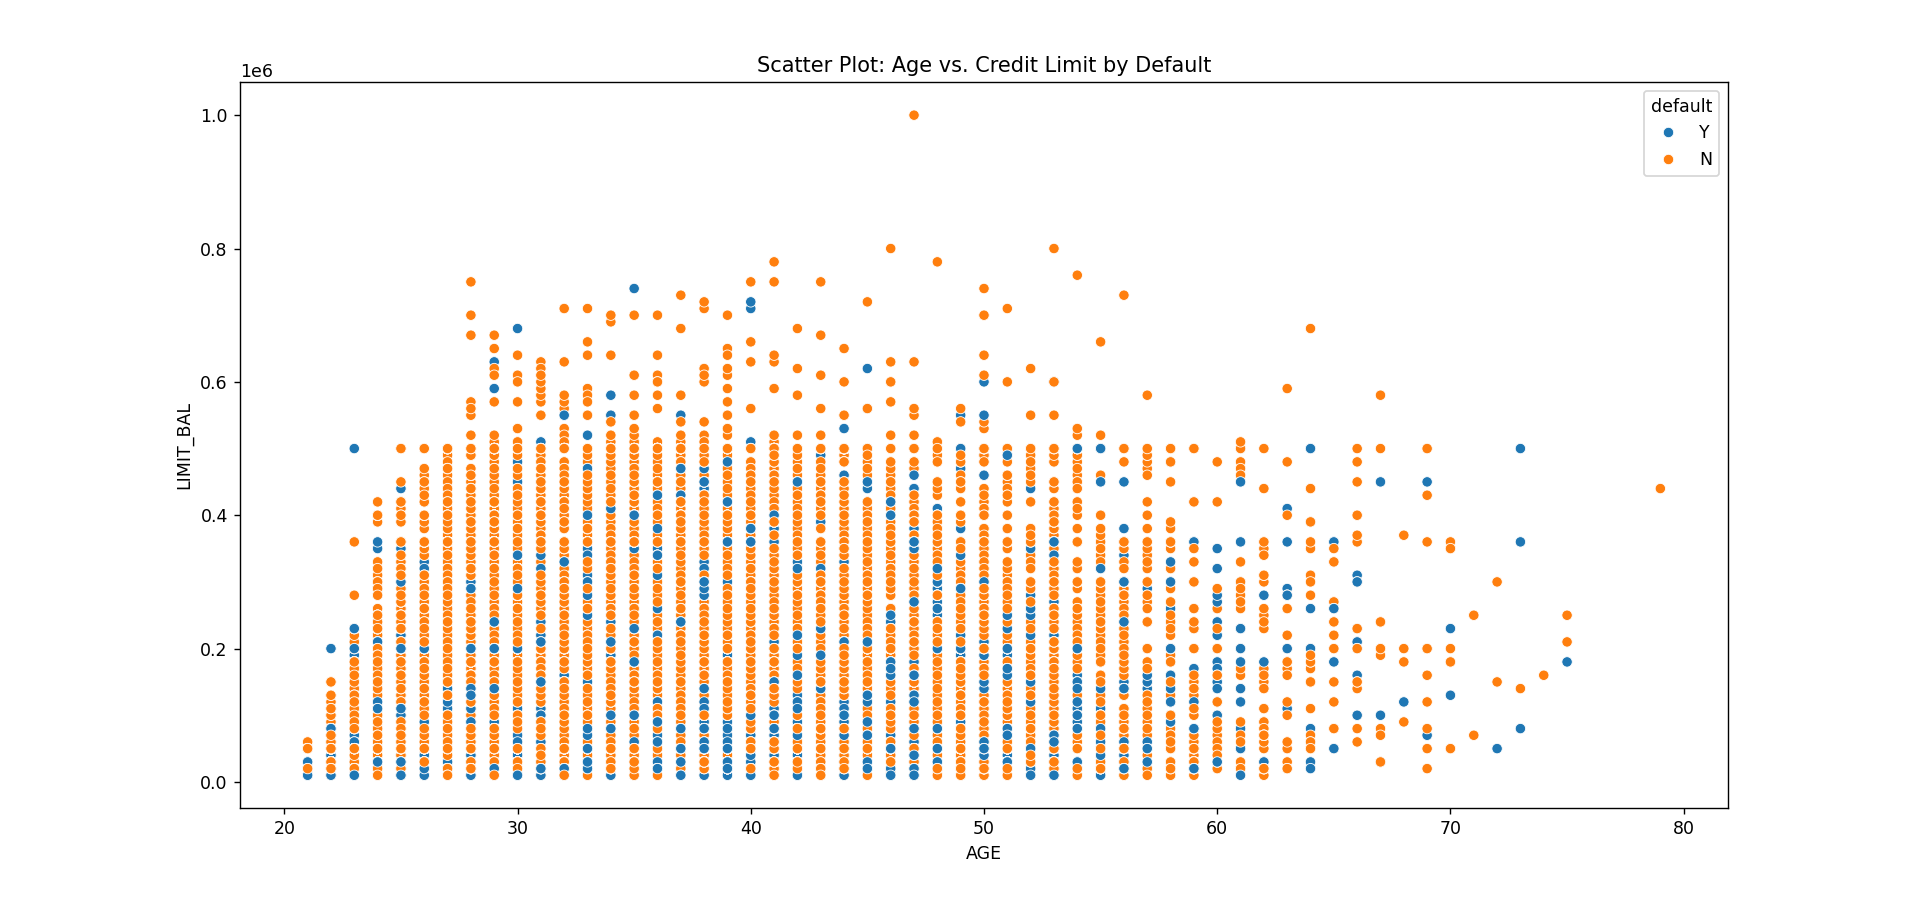 Scatter Plot: Age vs. Credit Limit by Default
1e6
default
Y
N
1.0
0.8
0.6
0.4
0.2
0.0
LIMIT_BAL
20 30 40 50 60 70 80
AGE